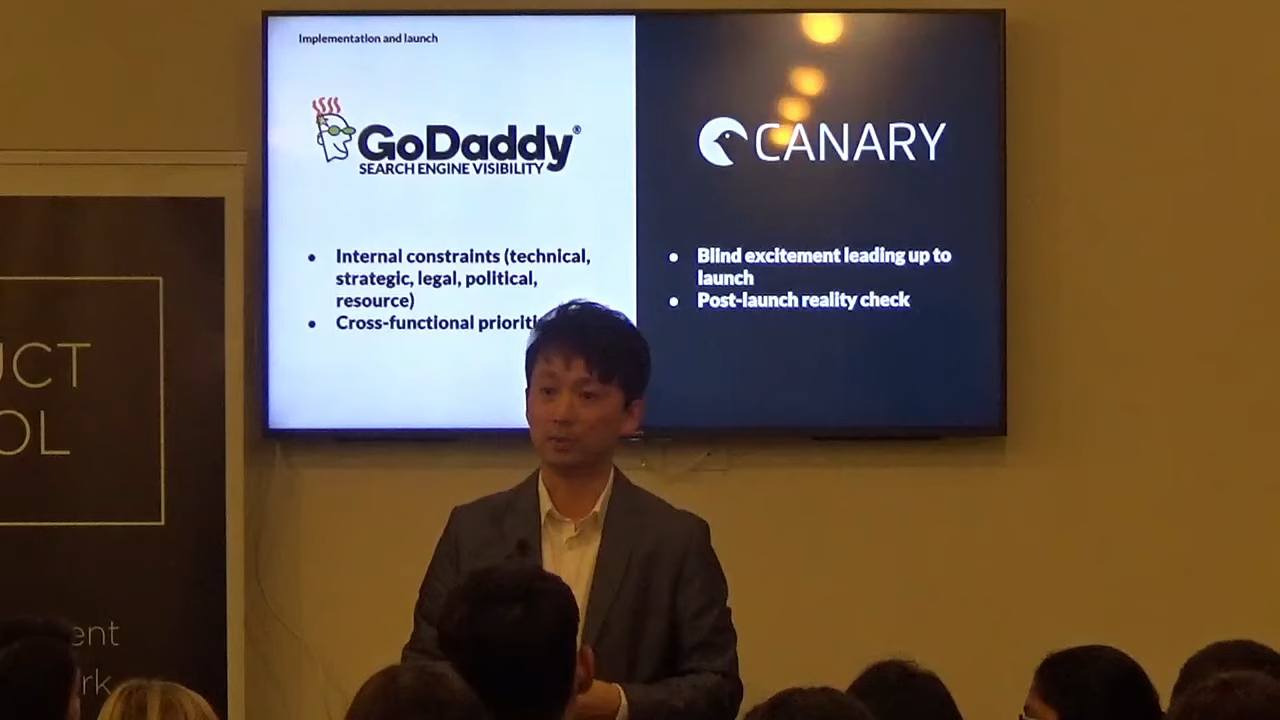 Implementation and launch
GoDaddy®
SEARCH ENGINE VISIBILITY
• Internal constraints (technical,
strategic, legal, political,
resource)
• Cross-functional
CANARY
• Blind excitement leading up to
launch
• Post-launch reality check
UCT
OL
ent
rk